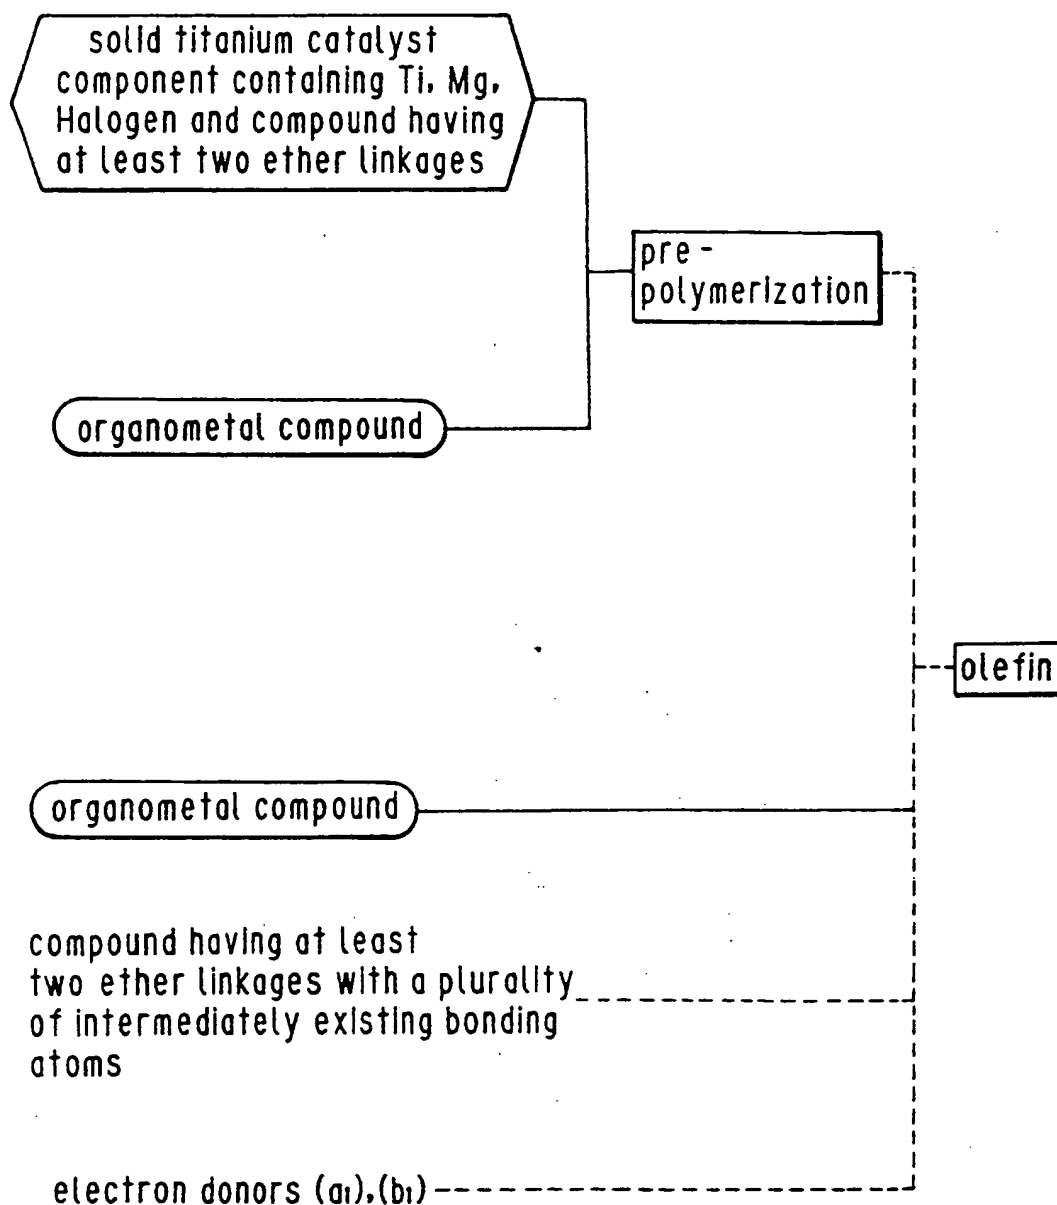 solid titanium catalyst
component containing Ti, Mg,
Halogen and compound having
at least two ether linkages
pre -
polymerization
organometal compound
olefin
organometal compound
compound having at least
two ether linkages with a plurality
of intermediately existing bonding
atoms
electron donors (a1),(b1)